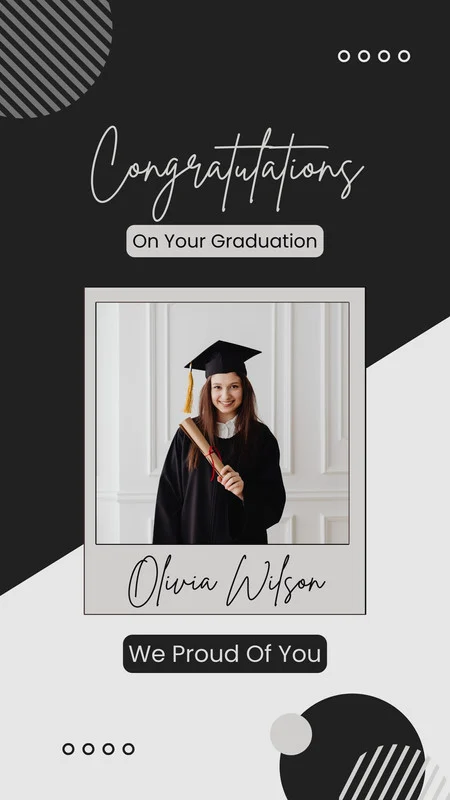 Congratulations
On Your Graduation
Olivia Wilson
We Proud Of You